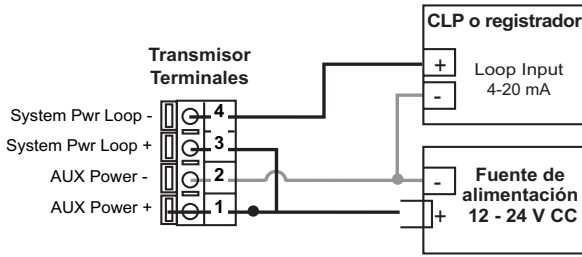 CLP o registrador
Transmisor
Terminales
+
Loop Input
4-20 mA
-
System Pwr Loop - 4
System Pwr Loop + 3
AUX Power - 2
AUX Power + 1
- Fuente de
alimentación
+ 12 - 24 V CC